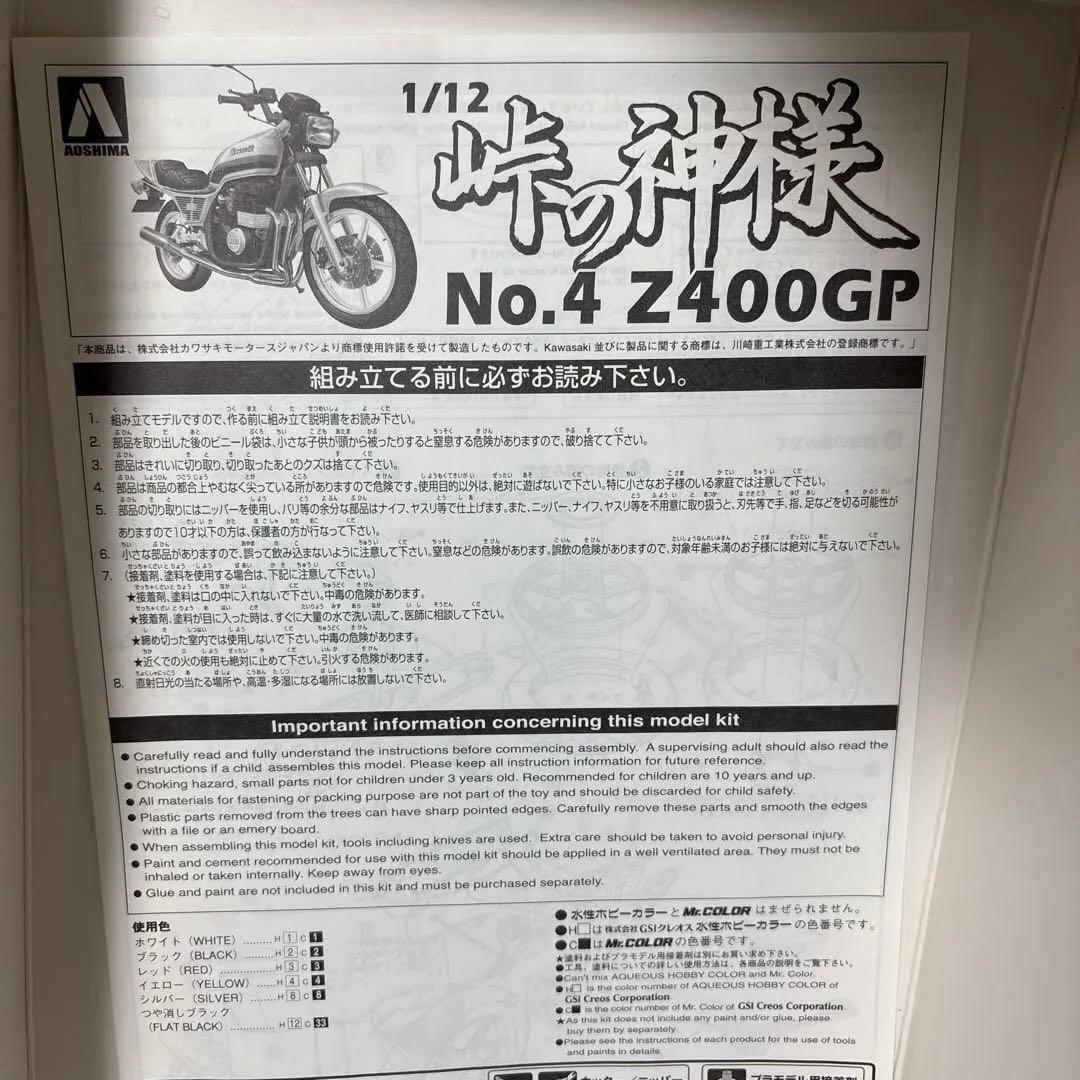 AOSHIMA
1/12
峠の神様
No.4 Z400GP
Kawasaki
「本商品は、株式会社カワサキモータースジャパンより商標使用許諾を受けて製造したものです。Kawasaki 並びに製品に関する商標は、川崎重工業株式会社の登録商標です。」
組み立てる前に必ずお読み下さい。
1. 組み立てモデルですので、作る前に組み立て説明書をお読み下さい。
2. 部品を取り出した後のビニール袋は、小さな子供が頭から被ったりすると窒息する危険がありますので、破り捨てて下さい。
3. 部品はきれいに切り取り、切り取ったあとのクズは捨てて下さい。
4. 部品は商品の都合上やむなく尖っている所がありますので危険です。使用目的以外は、絶対に遊ばないで下さい。特に小さなお子様のいる家庭では注意して下さい。
5. 部品の切り取りにはニッパーを使用し、バリ等の余分な部品はナイフ、ヤスリ等で仕上げます。また、ニッパー、ナイフ、ヤスリ等を不用意に取り扱うと、刃先等で手、指、足などを切る可能性が
ありますので10才以下の方は、保護者の方が行なって下さい。
6. 小さな部品がありますので、誤って飲み込まないように注意して下さい。窒息などの危険があります。誤飲の危険がありますので、対象年齢未満のお子様には絶対に与えないで下さい。
7. (接着剤、塗料を使用する場合は、下記に注意して下さい。)
★接着剤、塗料は口の中に入れないで下さい。中毒の危険があります。
★接着剤、塗料が目に入った時は、すぐに大量の水で洗い流して、医師に相談して下さい。
★締め切った室内では使用しないで下さい。中毒の危険があります。
★近くでの火の使用も絶対に止めて下さい。引火する危険があります。
8. 直射日光の当たる場所や、高温・多湿になる場所には放置しないで下さい。
Important information concerning this model kit
● Carefully read and fully understand the instructions before commencing assembly. A supervising adult should also read the
instructions if a child assembles this model. Please keep all instruction information for future reference.
● Choking hazard, small parts not for children under 3 years old. Recommended for children are 10 years and up.
● All materials for fastening or packing purpose are not part of the toy and should be discarded for child safety.
● Plastic parts removed from the trees can have sharp pointed edges. Carefully remove these parts and smooth the edges
with a file or an emery board.
● When assembling this model kit, tools including knives are used. Extra care should be taken to avoid personal injury.
● Paint and cement recommended for use with this model kit should be applied in a well ventilated area. They must not be
inhaled or taken internally. Keep away from eyes.
● Glue and paint are not included in this kit and must be purchased separately.
使用色
ホワイト (WHITE) ......... H 1 C 1
ブラック (BLACK) ......... H 2 C 2
レッド (RED) ......... H 3 C 3
イエロー (YELLOW) ....... H 4 C 4
シルバー (SILVER) ....... H 8 C 8
つや消しブラック
(FLAT BLACK) ......... H 12 C 33
● 水性ホビーカラーと Mr.COLOR はまぜられません。
●H□は株式会社GSIクレオス 水性ホビーカラーの色番号です。
●C■はMr.COLORの色番号です。
★塗料およびプラモデル用接着剤は別にお買い求め下さい。
●工具、塗料についての詳しい使用方法は、各商品の説明をご覧下さい。
●Can't mix AQUEOUS HOBBY COLOR and Mr. Color.
●H□ is the color number of AQUEOUS HOBBY COLOR of
GSI Creos Corporation.
●C■ is the color number of Mr. Color of GSI Creos Corporation.
★As this kit does not include any paint and/or glue, please
buy them by separately.
●Please see the instructions of each product for the use of tools
and paints in details.